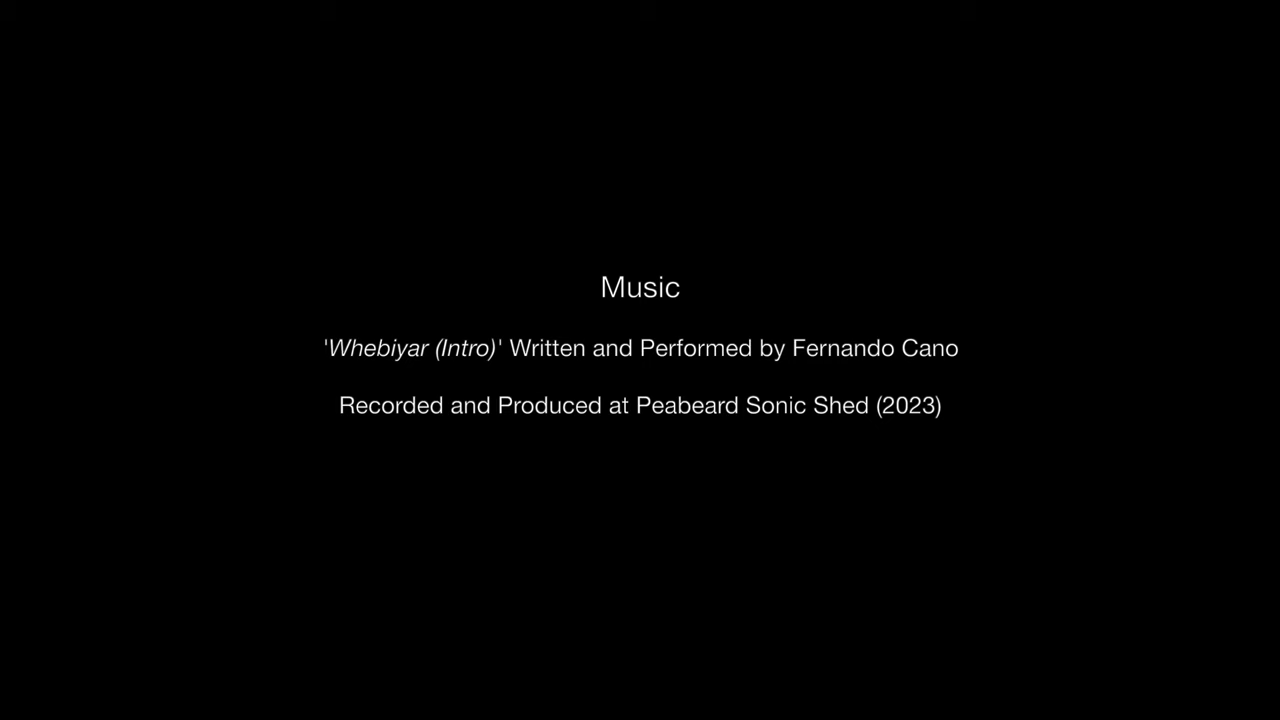 Music
'Whebiyar (Intro)' Written and Performed by Fernando Cano
Recorded and Produced at Peabeard Sonic Shed (2023)